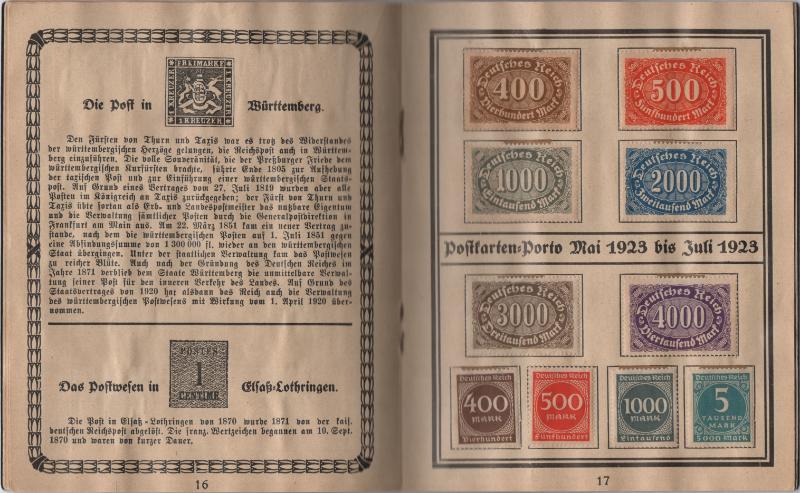 FREIMARKE
1 KREUZER
Die Post in Württemberg.
Den Fürsten von Thurn und Taxis war es trotz des Widerstandes
der württembergischen Herzöge gelungen, die Reichspost auch in Württem-
berg einzuführen. Die volle Souveränität, die der Preßburger Friede dem
württembergischen Kurfürsten brachte, führte Ende 1805 zur Aufhebung
der taxischen Post und zur Einführung einer württembergischen Staats-
post. Auf Grund eines Vertrages vom 27. Juli 1819 wurden aber alle
Posten im Königreich an Taxis zurückgegeben; der Fürst von Thurn und
Taxis übte fortan als Erb- und Landespostmeister das nutzbare Eigentum
und die Verwaltung sämtlicher Posten durch die Generalpostdirektion in
Frankfurt am Main aus. Am 22. März 1851 kam ein neuer Vertrag zu-
stande, nach dem die württembergischen Posten auf 1. Juli 1851 gegen
eine Abfindungssumme von 1 300 000 fl. wieder an den württembergischen
Staat übergingen. Unter der staatlichen Verwaltung kam das Postwesen
zu reicher Blüte. Auch nach der Gründung des Deutschen Reiches im
Jahre 1871 verblieb dem Staate Württemberg die unmittelbare Verwal-
tung seiner Post für den inneren Verkehr des Landes. Auf Grund des
Staatsvertrages von 1920 hat alsdann das Reich auch die Verwaltung
des württembergischen Postwesens mit Wirkung vom 1. April 1920 über-
nommen.
POSTES
1
CENTIME
Das Postwesen in Elsaß-Lothringen.
Die Post in Elsaß-Lothringen von 1870 wurde 1871 von der kais.
deutschen Reichspost abgelöst. Die franz. Wertzeichen begannen am 10. Sept.
1870 und waren von kurzer Dauer.
16
Deutsches Reich
400
Vierhundert Mark
Deutsches Reich
500
Fünfhundert Mark
Deutsches Reich
1000
Eintausend Mark
Deutsches Reich
2000
Zweitausend Mark
Postkarten-Porto Mai 1923 bis Juli 1923
Deutsches Reich
3000
Dreitausend Mark
Deutsches Reich
4000
Viertausend Mark
Deutsches Reich
400
MARK
Vierhundert
Deutsches Reich
500
MARK
Fünfhundert
Deutsches Reich
1000
MARK
Eintausend
Deutsches Reich
5
TAUSEND
MARK
5000 MARK
17